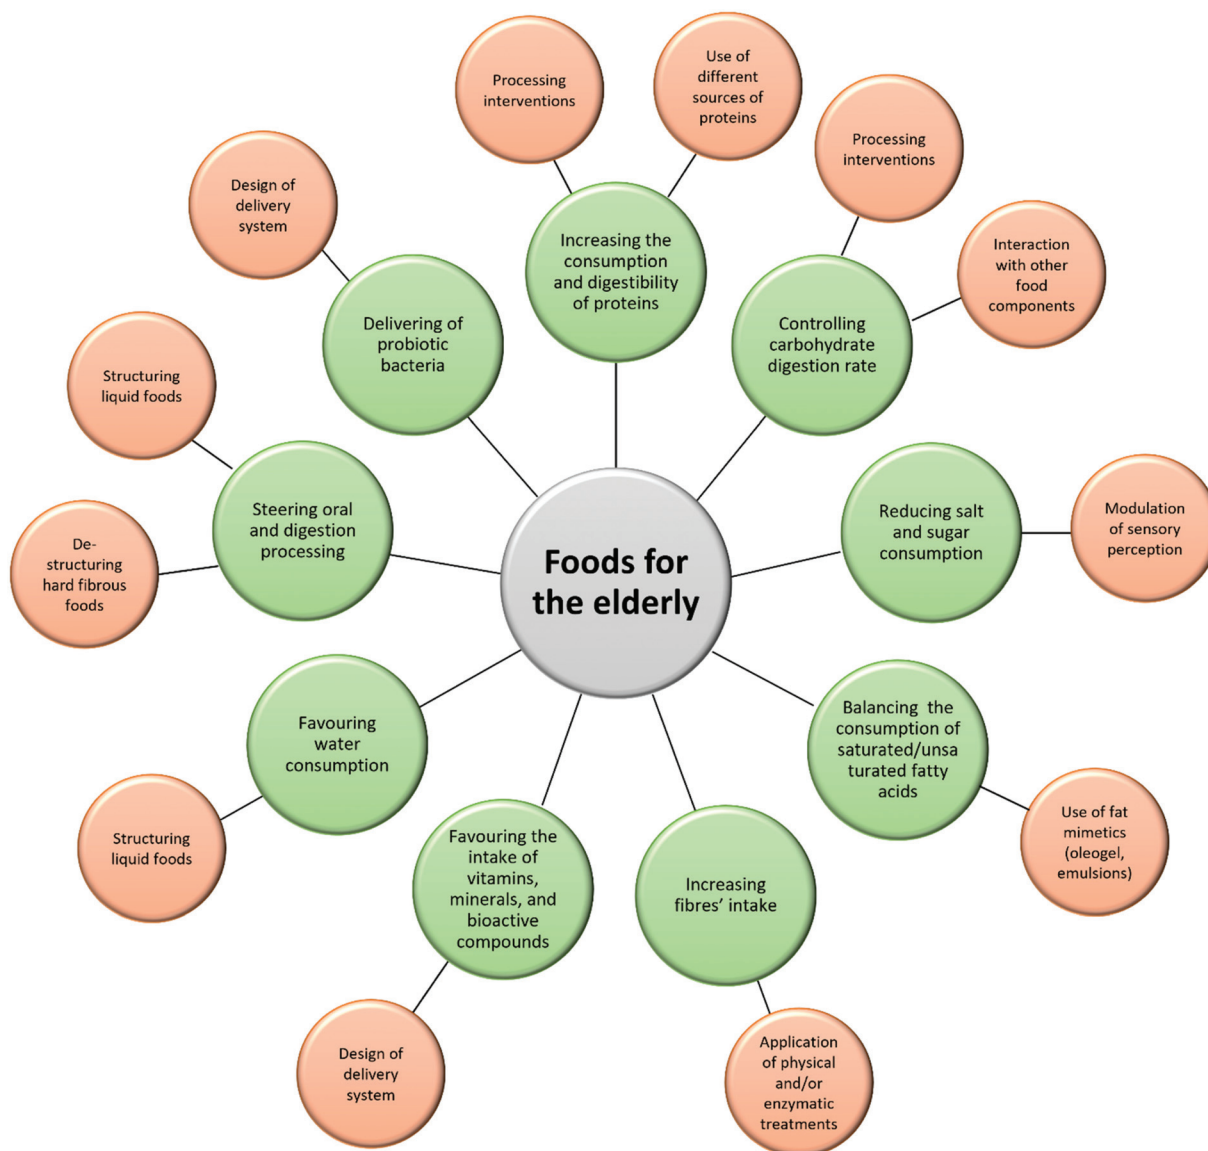 Processing
interventions
Use of
different
sources of
proteins
Processing
interventions
Design of
delivery
system
Increasing the
consumption
and digestibility
of proteins
Interaction
with other
food
components
Delivering of
probiotic
bacteria
Controlling
carbohydrate
digestion rate
Structuring
liquid foods
Steering oral
and digestion
processing
Reducing salt
and sugar
consumption
Modulation
of sensory
perception
De-
structuring
hard fibrous
foods
Foods for
the elderly
Favouring
water
consumption
Balancing  the
consumption of
saturated/unsa
turated fatty
acids
Structuring
liquid foods
Favouring the
intake of
vitamins,
minerals, and
bioactive
compounds
Increasing
fibres’ intake
Use of fat
mimetics
(oleogel,
emulsions)
Design of
delivery
system
Application
of physical
and/or
enzymatic
treatments